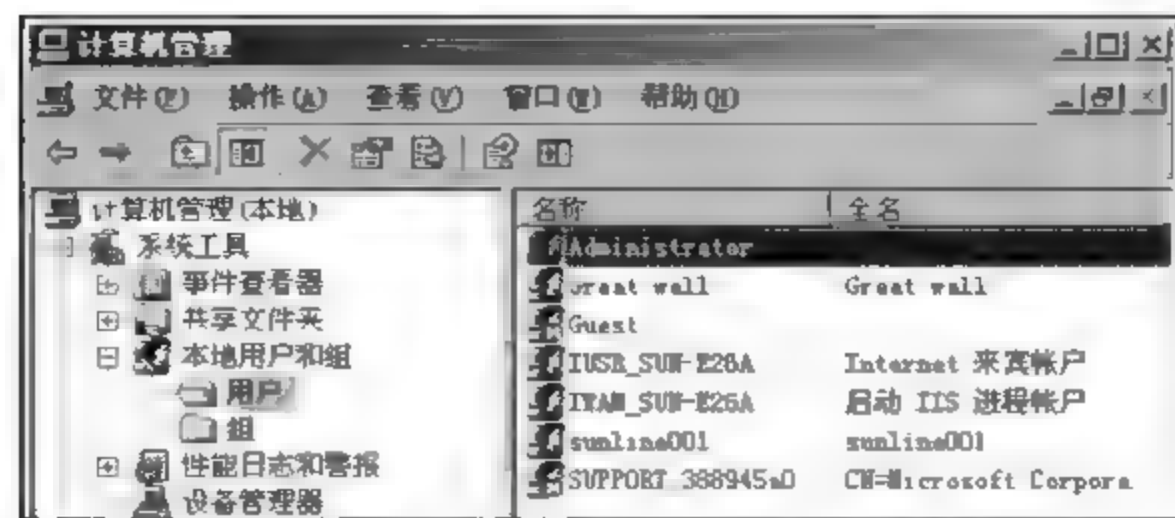 计算机管理
文件(F) 操作(A) 查看(V) 窗口(W) 帮助(H)
计算机管理(本地)
系统工具
事件查看器
共享文件夹
本地用户和组
用户
组
性能日志和警报
设备管理器
名称 全名
Administrator
Great wall Great wall
Guest
IUSR_SUN-E26A Internet 来宾帐户
IWAM_SUN-E26A 启动 IIS 进程帐户
sunline001 sunline001
SUPPORT_388945a0 CN=Microsoft Corpora